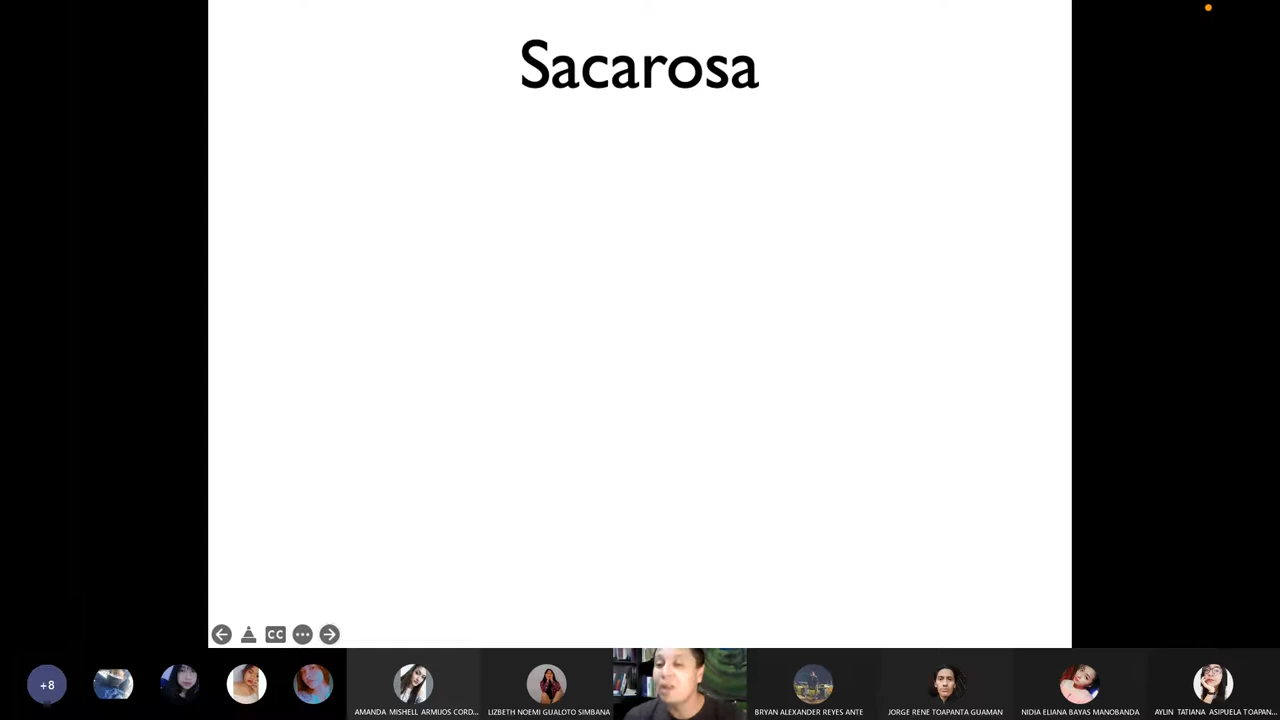 Sacarosa
CC
+8
AMANDA MISHELL ARMIJOS CORD...
LIZBETH NOEMI GUALOTO SIMBANA
BRYAN ALEXANDER REYES ANTE
JORGE RENE TOAPANTA GUAMAN
NIDIA ELIANA BAYAS MANOBANDA
AYLIN TATIANA ASIPUELA TOAPAN...